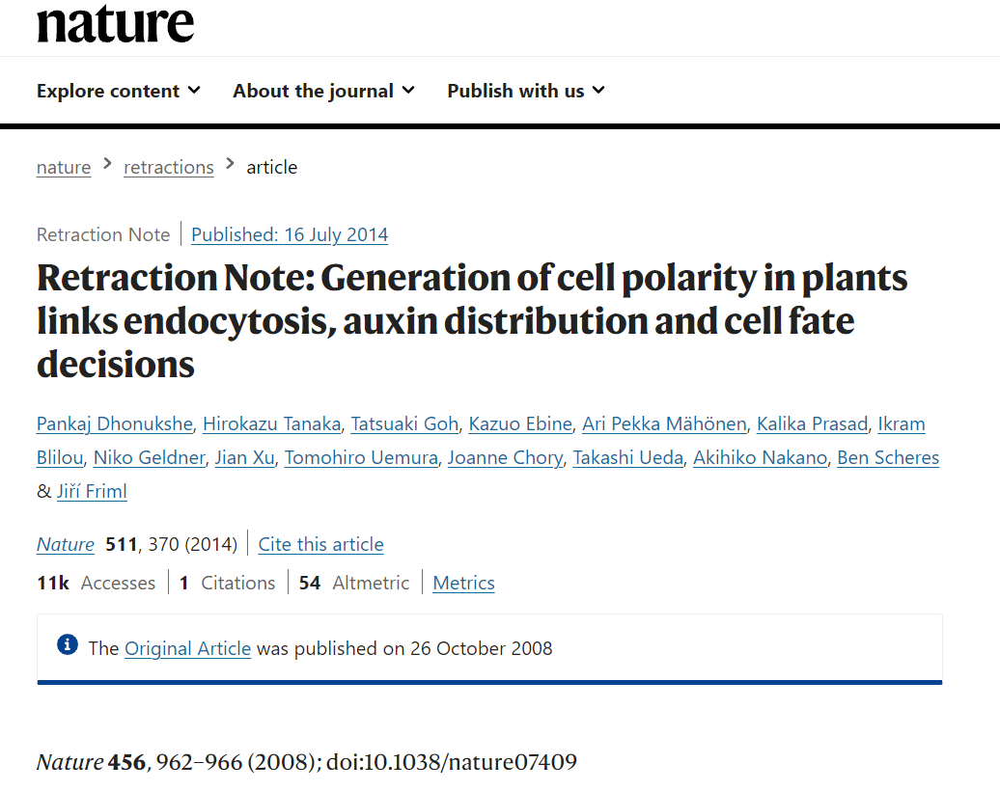 nature
Explore content About the journal Publish with us
nature > retractions > article
Retraction Note | Published: 16 July 2014
Retraction Note: Generation of cell polarity in plants
links endocytosis, auxin distribution and cell fate
decisions
Pankaj Dhonukshe, Hirokazu Tanaka, Tatsuaki Goh, Kazuo Ebine, Ari Pekka Mähönen, Kalika Prasad, Ikram
Blilou, Niko Geldner, Jian Xu, Tomohiro Uemura, Joanne Chory, Takashi Ueda, Akihiko Nakano, Ben Scheres
& Jiří Friml
Nature 511, 370 (2014) | Cite this article
11k Accesses | 1 Citations | 54 Altmetric | Metrics
The Original Article was published on 26 October 2008
Nature 456, 962–966 (2008); doi:10.1038/nature07409